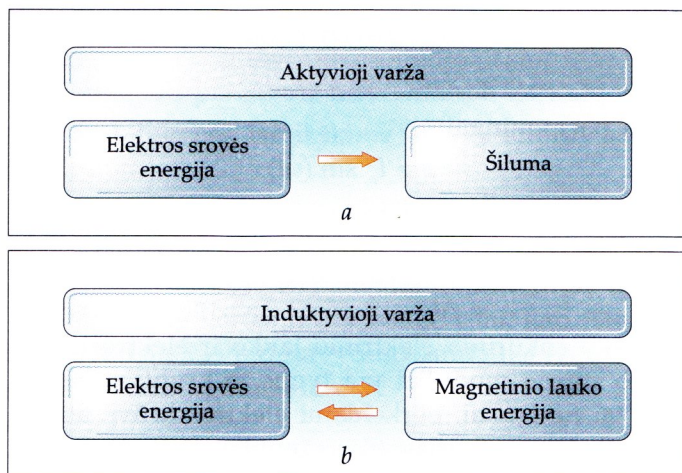 Aktyvioji varža
Elektros srovės
energija
Šiluma
a
Induktyvioji varža
Elektros srovės
energija
Magnetinio lauko
energija
b